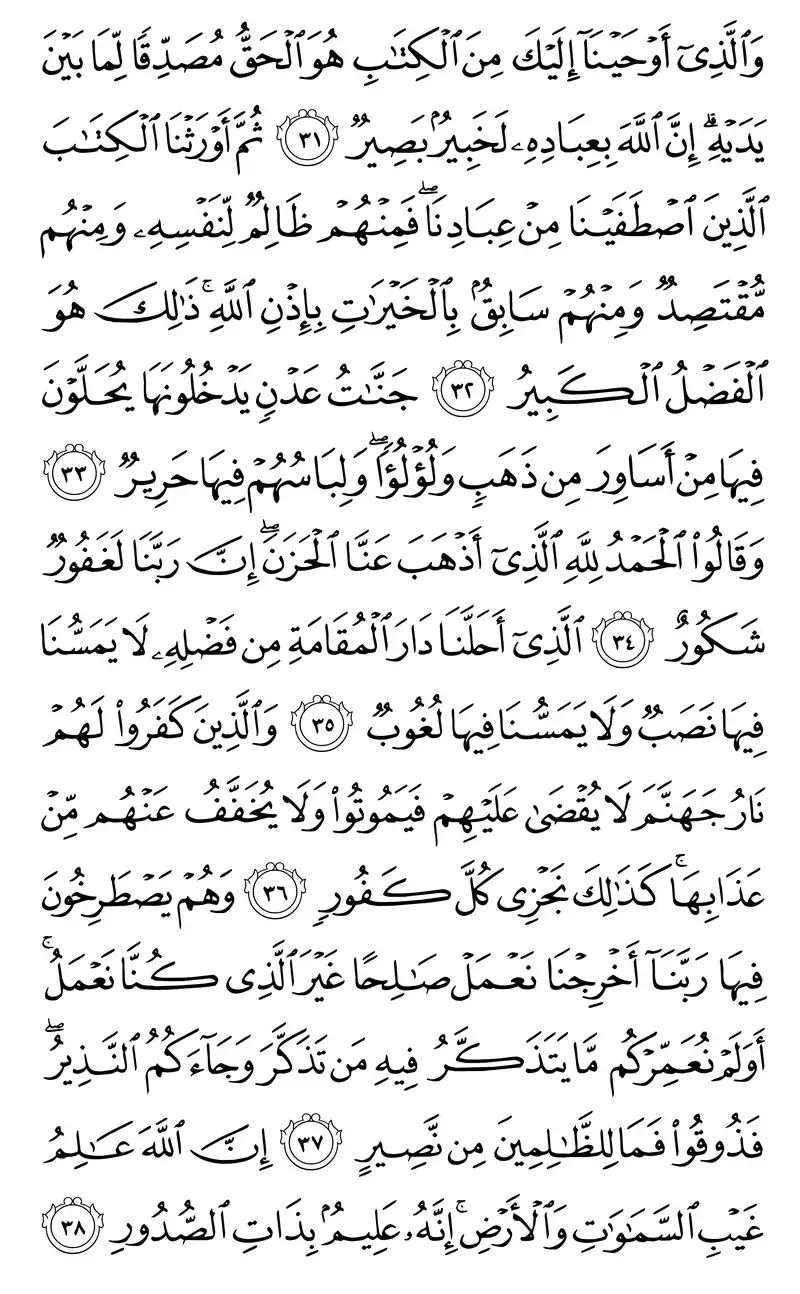 وَٱلَّذِىٓ أَوۡحَيۡنَآ إِلَيۡكَ مِنَ ٱلۡكِتَٰبِ هُوَ ٱلۡحَقُّ مُصَدِّقٗا لِّمَا بَيۡنَ
يَدَيۡهِۗ إِنَّ ٱللَّهَ بِعِبَادِهِۦ لَخَبِيرُۢ بَصِيرٞ ٣١ ثُمَّ أَوۡرَثۡنَا ٱلۡكِتَٰبَ
ٱلَّذِينَ ٱصۡطَفَيۡنَا مِنۡ عِبَادِنَاۖ فَمِنۡهُمۡ ظَالِمٞ لِّنَفۡسِهِۦ وَمِنۡهُم
مُّقۡتَصِدٞ وَمِنۡهُمۡ سَابِقُۢ بِٱلۡخَيۡرَٰتِ بِإِذۡنِ ٱللَّهِۚ ذَٰلِكَ هُوَ
ٱلۡفَضۡلُ ٱلۡكَبِيرُ ٣٢ جَنَّٰتُ عَدۡنٖ يَدۡخُلُونَهَا يُحَلَّوۡنَ
فِيهَا مِنۡ أَسَاوِرَ مِن ذَهَبٖ وَلُؤۡلُؤٗاۖ وَلِبَاسُهُمۡ فِيهَا حَرِيرٞ ٣٣
وَقَالُواْ ٱلۡحَمۡدُ لِلَّهِ ٱلَّذِىٓ أَذۡهَبَ عَنَّا ٱلۡحَزَنَۖ إِنَّ رَبَّنَا لَغَفُورٞ
شَكُورٌ ٣٤ ٱلَّذِىٓ أَحَلَّنَا دَارَ ٱلۡمُقَامَةِ مِن فَضۡلِهِۦ لَا يَمَسُّنَا
فِيهَا نَصَبٞ وَلَا يَمَسُّنَا فِيهَا لُغُوبٞ ٣٥ وَٱلَّذِينَ كَفَرُواْ لَهُمۡ
نَارُ جَهَنَّمَ لَا يُقۡضَىٰ عَلَيۡهِمۡ فَيَمُوتُواْ وَلَا يُخَفَّفُ عَنۡهُم مِّنۡ
عَذَابِهَاۚ كَذَٰلِكَ نَجۡزِى كُلَّ كَفُورٖ ٣٦ وَهُمۡ يَصۡطَرِخُونَ
فِيهَا رَبَّنَآ أَخۡرِجۡنَا نَعۡمَلۡ صَٰلِحًا غَيۡرَ ٱلَّذِى كُنَّا نَعۡمَلُۚ
أَوَلَمۡ نُعَمِّرۡكُم مَّا يَتَذَكَّرُ فِيهِ مَن تَذَكَّرَ وَجَآءَكُمُ ٱلنَّذِيرُۖ
فَذُوقُواْ فَمَا لِلظَّٰلِمِينَ مِن نَّصِيرٍ ٣٧ إِنَّ ٱللَّهَ عَٰلِمُ
غَيۡبِ ٱلسَّمَٰوَٰتِ وَٱلۡأَرۡضِۚ إِنَّهُۥ عَلِيمُۢ بِذَاتِ ٱلصُّدُورِ ٣٨